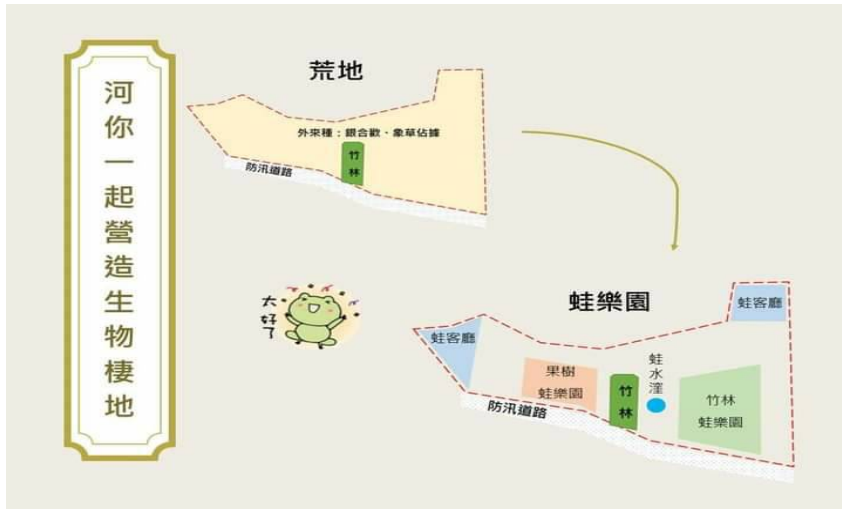 河你一起營造生物棲地
荒地
外來種：銀合歡、象草佔據
竹林
防汛道路
太好了
蛙樂園
蛙客廳
蛙客廳
果樹
蛙樂園
竹林
蛙水漥
竹林
蛙樂園
防汛道路